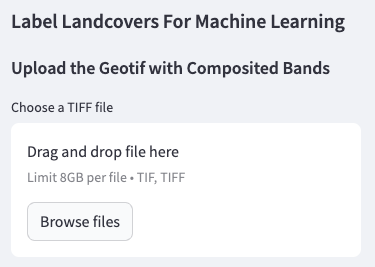 Label Landcovers For Machine Learning
Upload the Geotif with Composited Bands
Choose a TIFF file
Drag and drop file here
Limit 8GB per file • TIF, TIFF
Browse files